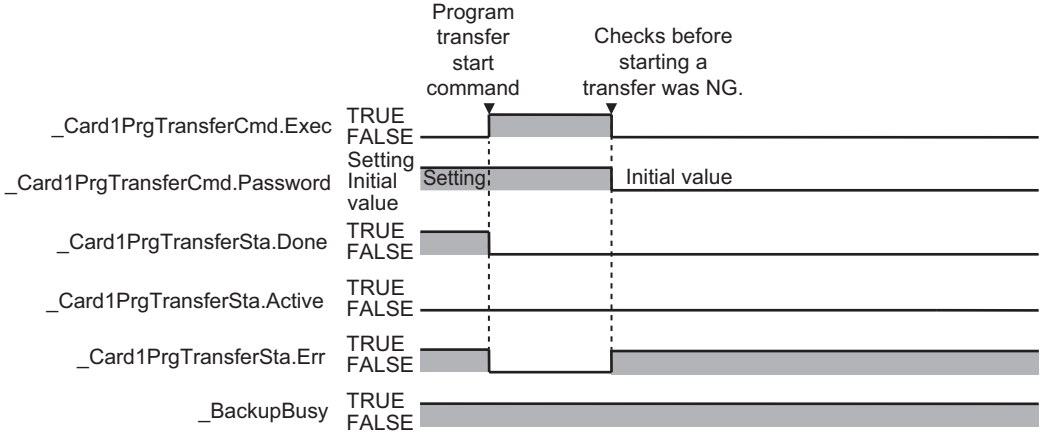 Program
transfer
start
command
Checks before
starting a
transfer was NG.
_Card1PrgTransferCmd.Exec
TRUE
FALSE
_Card1PrgTransferCmd.Password
Setting
Initial
value
Setting
Initial value
_Card1PrgTransferSta.Done
TRUE
FALSE
_Card1PrgTransferSta.Active
TRUE
FALSE
_Card1PrgTransferSta.Err
TRUE
FALSE
_BackupBusy
TRUE
FALSE